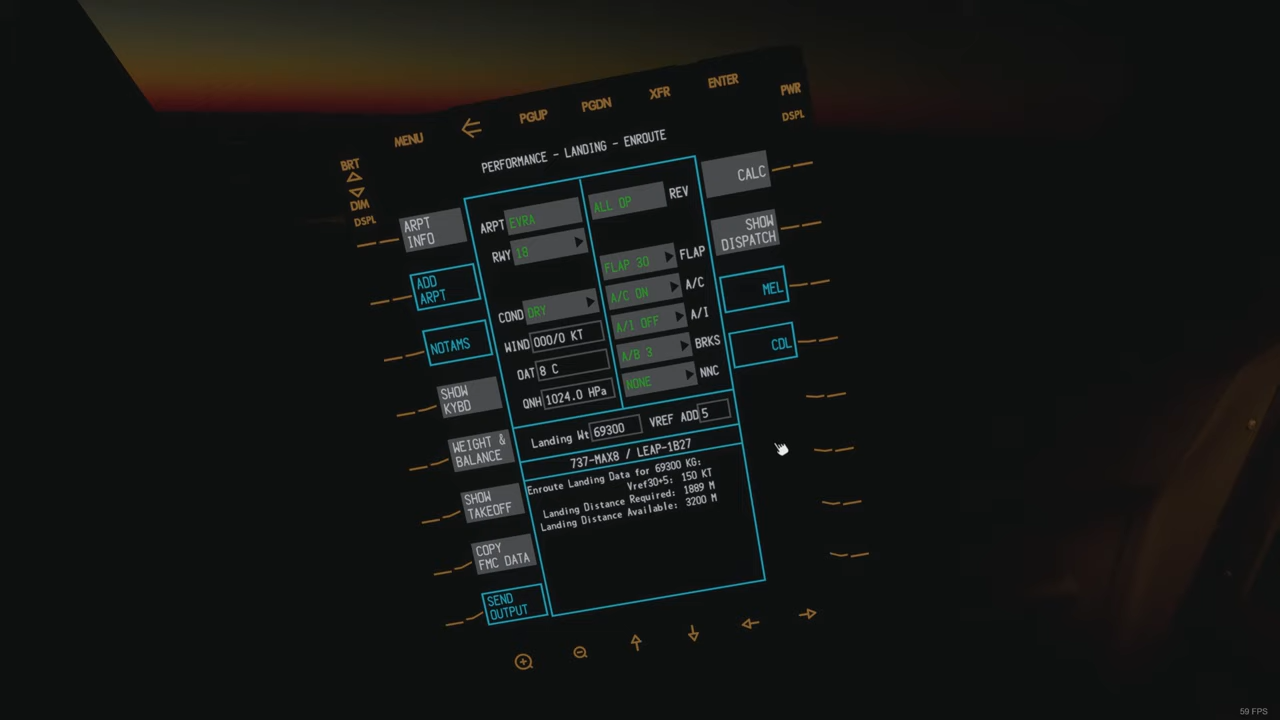 MENU
PGUP
PGDN
XFR
ENTER
PWR
DSPL
BRT
DIM
DSPL
PERFORMANCE - LANDING - ENROUTE
ARPT INFO
ADD ARPT
NOTAMS
SHOW KYBD
WEIGHT & BALANCE
SHOW TAKEOFF
COPY FMC DATA
SEND OUTPUT
ARPT EVRA
RWY 18
COND DRY
WIND 000/0 KT
OAT 8 C
QNH 1024.0 HPa
ALL OP REV
FLAP 30 FLAP
A/C ON A/C
A/I OFF A/I
A/B 3 BRKS
NONE NNC
CALC
SHOW DISPATCH
MEL
CDL
Landing Wt 69300 VREF ADD 5
737-MAX8 / LEAP-1B27
Enroute Landing Data for 69300 KG:
Vref30+5: 150 KT
Landing Distance Required: 1889 M
Landing Distance Available: 3200 M
59 FPS